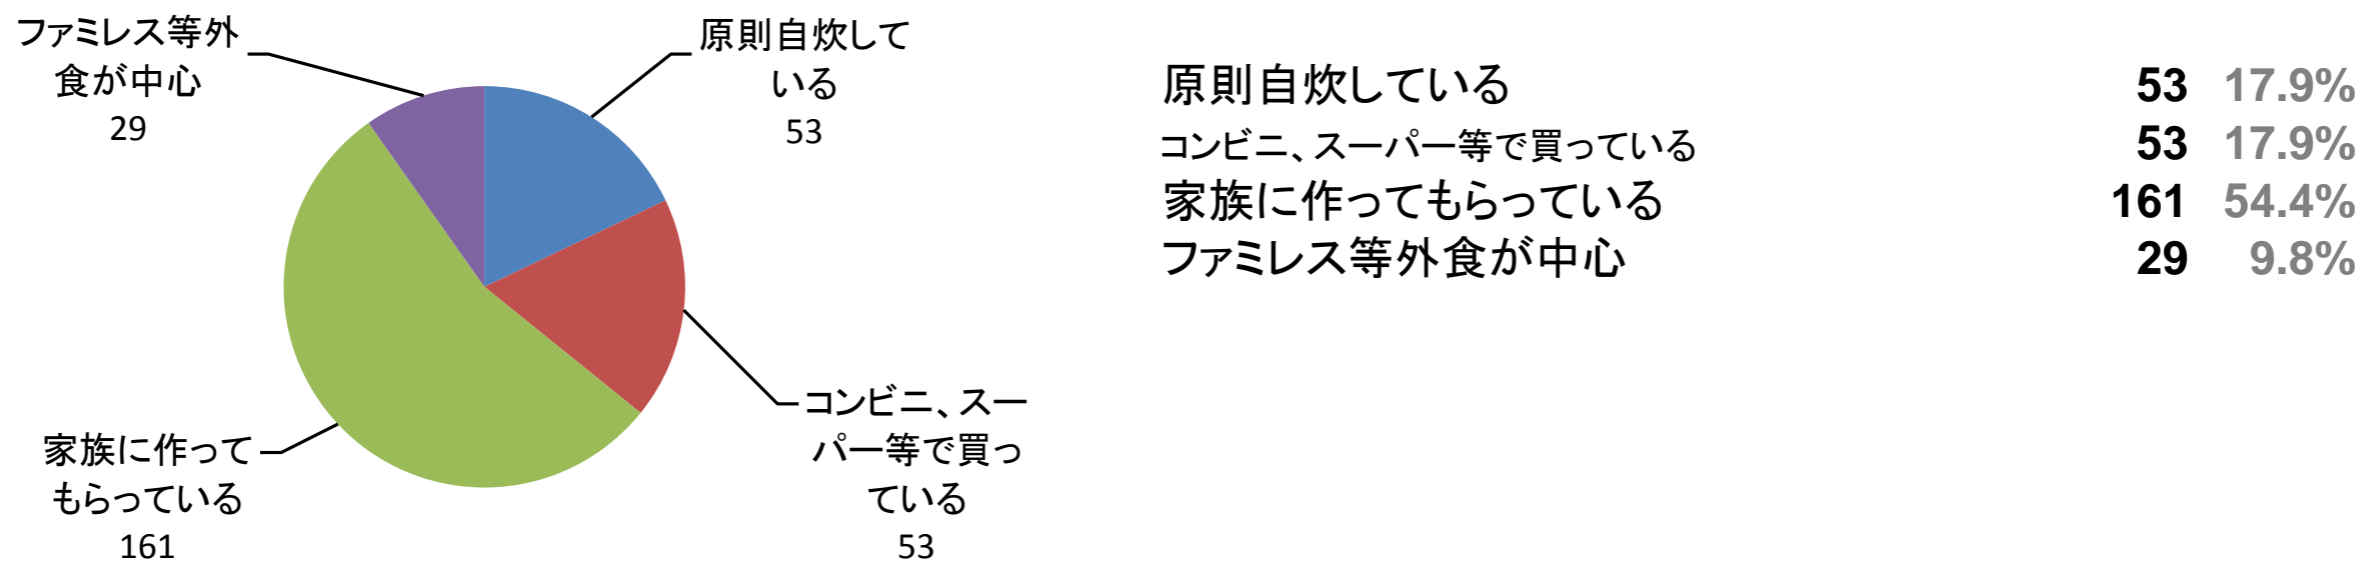 ファミレス等外
食が中心
29
原則自炊して
いる
53
コンビニ、スー
パー等で買っ
ている
53
家族に作って
もらっている
161
原則自炊している 53 17.9%
コンビニ、スーパー等で買っている 53 17.9%
家族に作ってもらっている 161 54.4%
ファミレス等外食が中心 29 9.8%